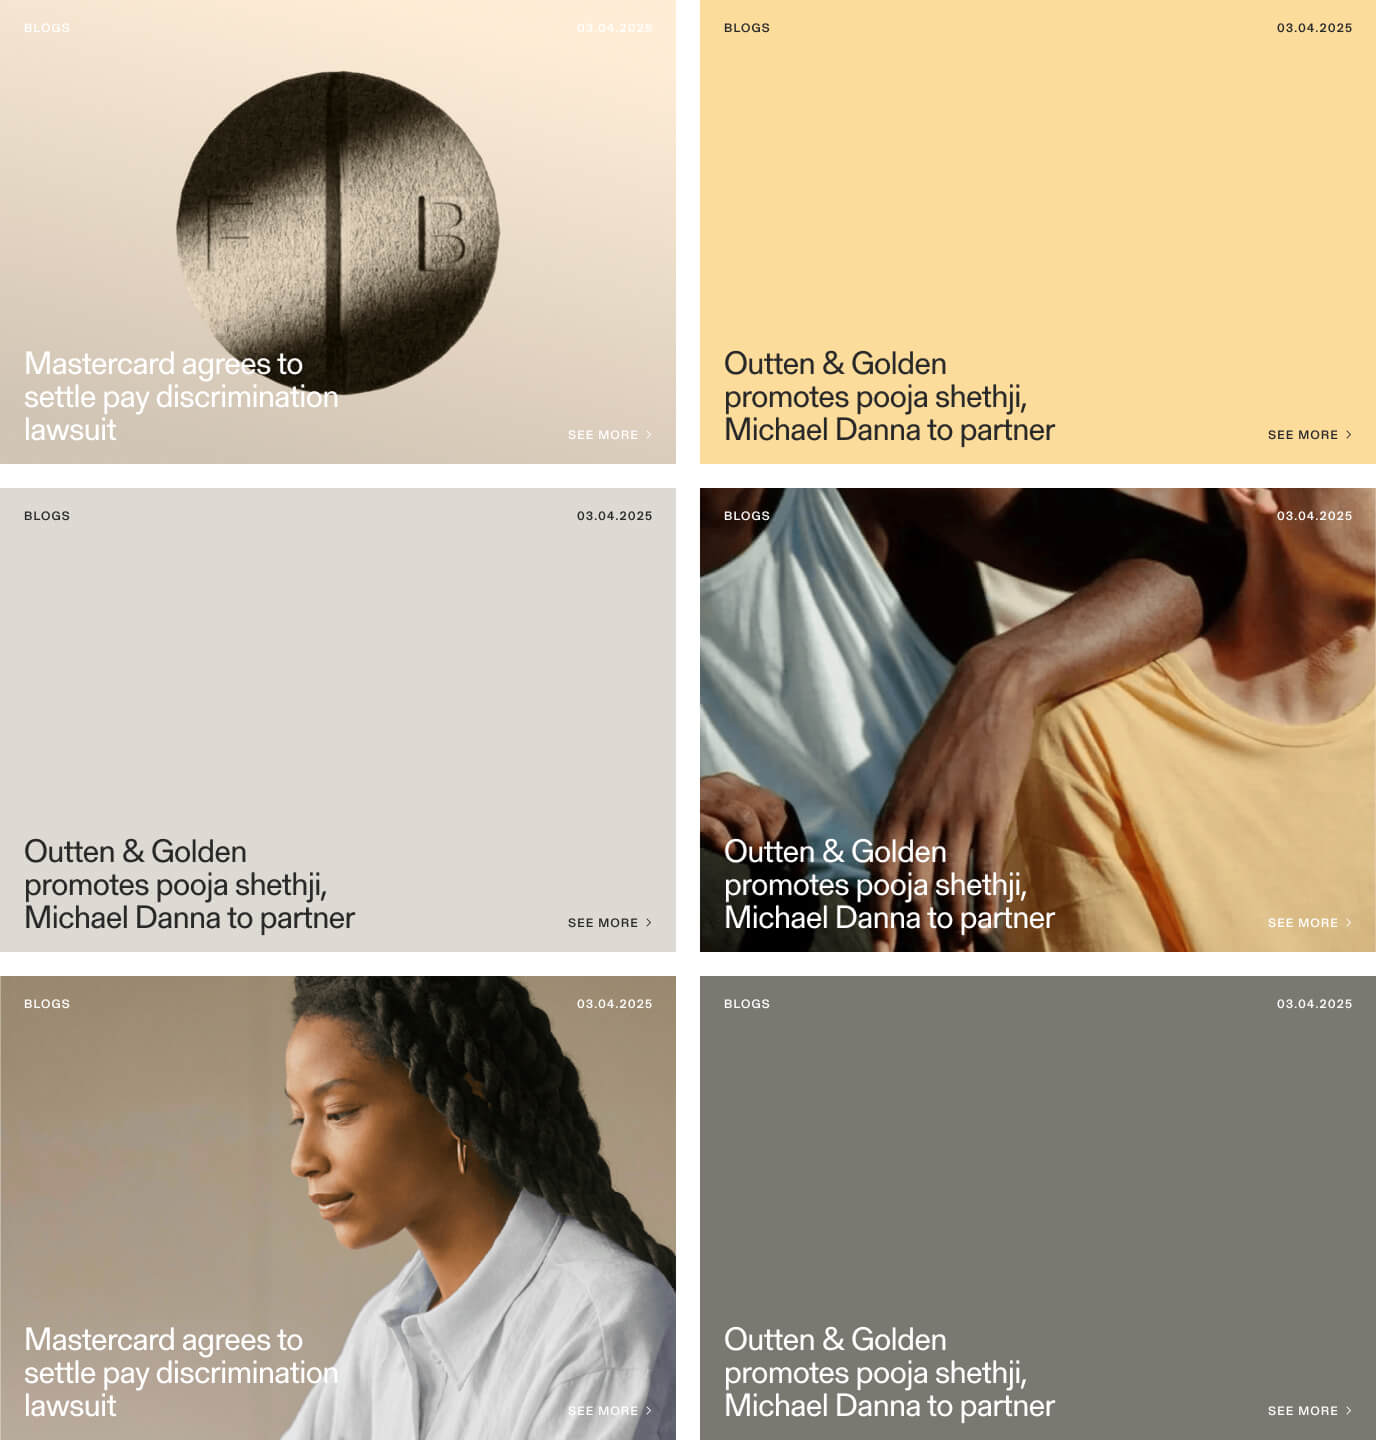 BLOGS
03.04.2025
F B
Mastercard agrees to
settle pay discrimination
lawsuit
SEE MORE >
BLOGS
03.04.2025
Outten & Golden
promotes pooja shethji,
Michael Danna to partner
SEE MORE >
BLOGS
03.04.2025
Outten & Golden
promotes pooja shethji,
Michael Danna to partner
SEE MORE >
BLOGS
03.04.2025
Outten & Golden
promotes pooja shethji,
Michael Danna to partner
SEE MORE >
BLOGS
03.04.2025
Mastercard agrees to
settle pay discrimination
lawsuit
SEE MORE >
BLOGS
03.04.2025
Outten & Golden
promotes pooja shethji,
Michael Danna to partner
SEE MORE >